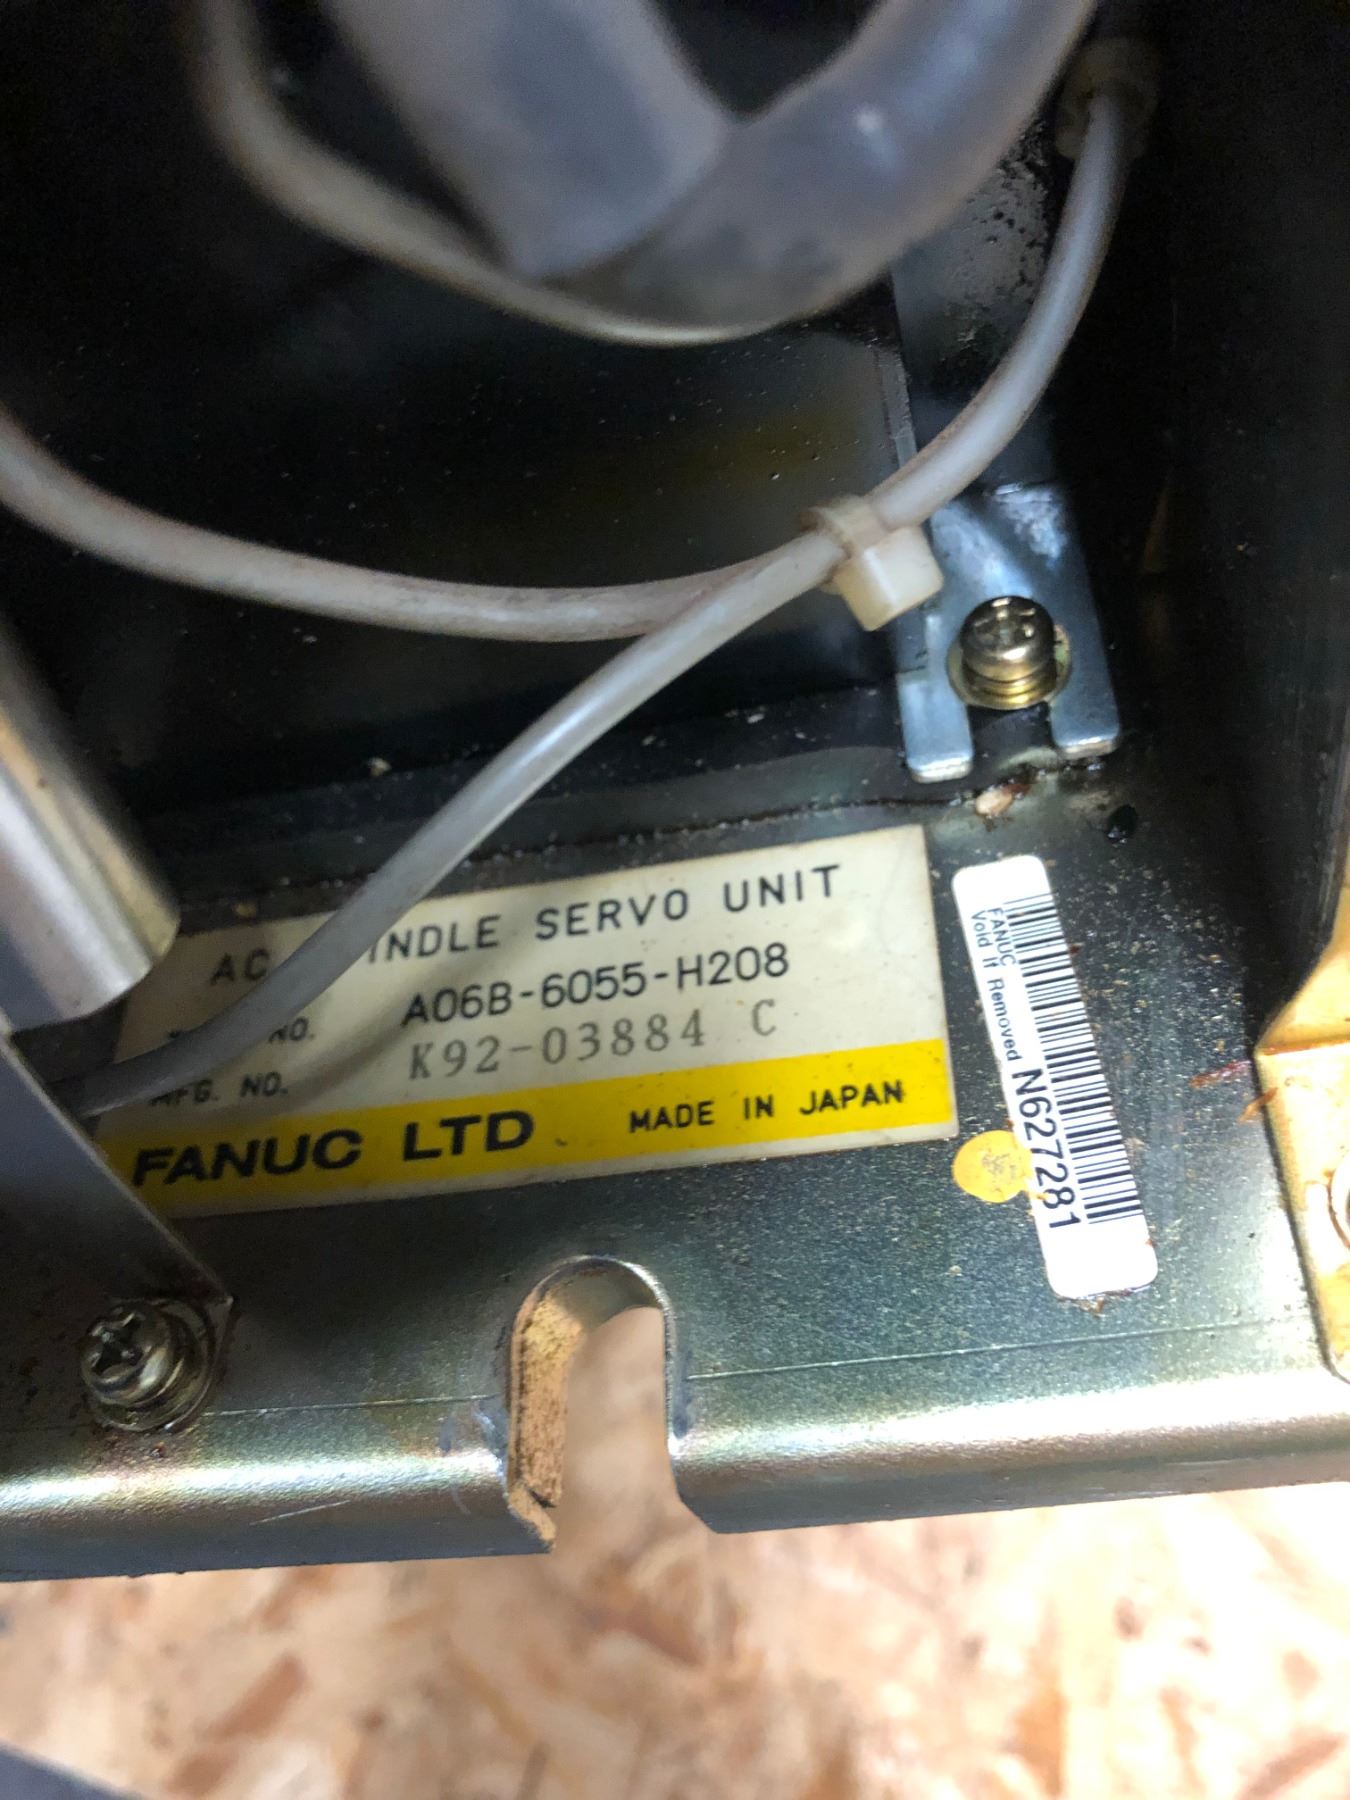 AC INDLE SERVO UNIT
NO. A06B-6055-H208
MFG. NO. K92-03884 C
FANUC LTD MADE IN JAPAN
FANUC
Void If Removed
N627281